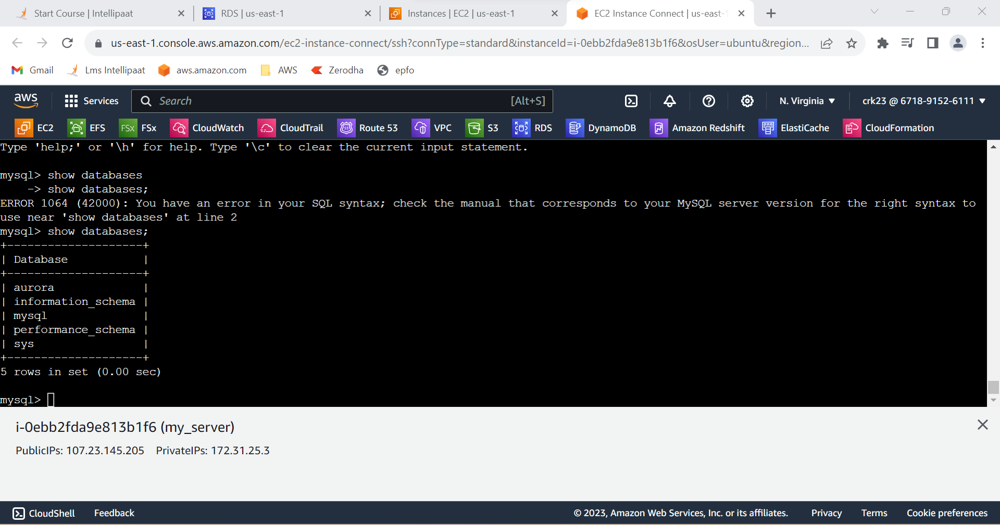 Start Course | Intellipaat
RDS | us-east-1
Instances | EC2 | us-east-1
EC2 Instance Connect | us-east-1
us-east-1.console.aws.amazon.com/ec2-instance-connect/ssh?connType=standard&instanceId=i-0ebb2fda9e813b1f6&osUser=ubuntu&region...
Gmail
Lms Intellipaat
aws.amazon.com
AWS
Zerodha
epfo
aws
Services
Search
[Alt+S]
N. Virginia
crk23 @ 6718-9152-6111
EC2
EFS
FSx
FSx
CloudWatch
CloudTrail
53
Route 53
VPC
S3
RDS
DynamoDB
Amazon Redshift
ElastiCache
CloudFormation
Type 'help;' or '\h' for help. Type '\c' to clear the current input statement.
mysql> show databases
-> show databases;
ERROR 1064 (42000): You have an error in your SQL syntax; check the manual that corresponds to your MySQL server version for the right syntax to
use near 'show databases' at line 2
mysql> show databases;
+--------------------+
| Database           |
+--------------------+
| aurora             |
| information_schema |
| mysql              |
| performance_schema |
| sys                |
+--------------------+
5 rows in set (0.00 sec)
mysql>
i-0ebb2fda9e813b1f6 (my_server)
PublicIPs: 107.23.145.205 PrivateIPs: 172.31.25.3
CloudShell
Feedback
© 2023, Amazon Web Services, Inc. or its affiliates.
Privacy
Terms
Cookie preferences